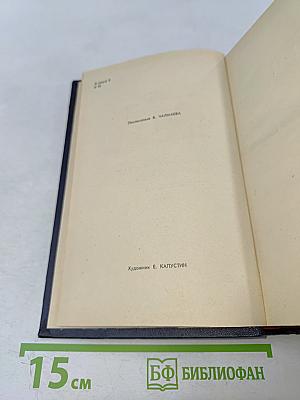 Послесловие В. ЧАЛМАЕВА
Художник Е. КАПУСТИН
15 см
БФ БИБЛИОФАН